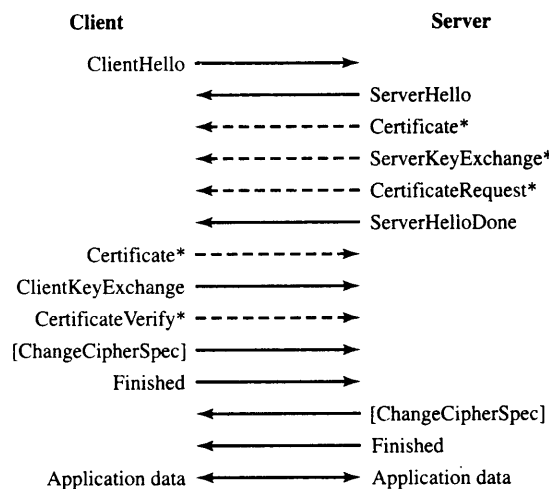 Client Server
ClientHello
ServerHello
Certificate*
ServerKeyExchange*
CertificateRequest*
ServerHelloDone
Certificate*
ClientKeyExchange
CertificateVerify*
[ChangeCipherSpec]
Finished
[ChangeCipherSpec]
Finished
Application data Application data